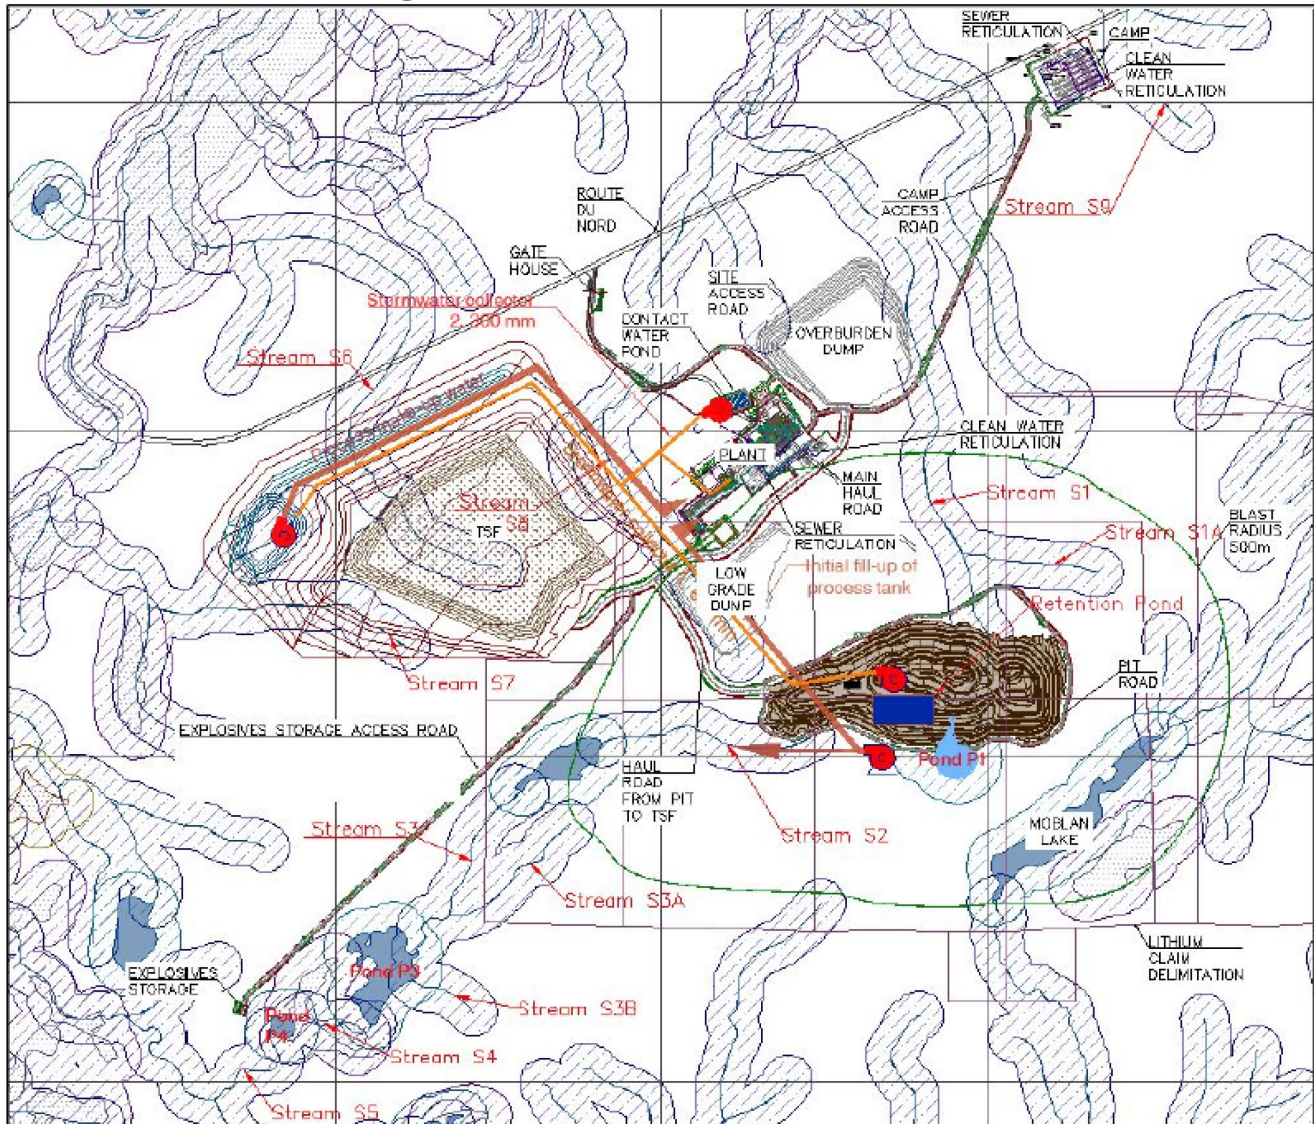 SEWER
RETICULATION
CAMP
CLEAN
WATER
RETICULATION
ROUTE
DU
NORD
CAMP
ACCESS
ROAD
Stream S9
GATE
HOUSE
SITE
ACCESS
ROAD
Stormwater collector
2, 300 mm
CONTACT
WATER
POND
OVERBURDEN
DUMP
Stream S6
CLEAN WATER
RETICULATION
PLANT
MAIN
HAUL
ROAD
Stream S1
Stream
S8
TSF
BLAST
RADIUS
500m
Stream S1A
SEWER
RETICULATION
LOW
GRADE
DUMP
Initial fill-up of
process tank
Retention Pond
Stream S7
PIT
ROAD
EXPLOSIVES STORAGE ACCESS ROAD
Pond P1
HAUL
ROAD
FROM PIT
TO TSF
Stream S3
Stream S2
MOBLAN
LAKE
Stream S3A
LITHIUM
CLAIM
DELIMITATION
EXPLOSIVES
STORAGE
Pond P3
Stream S3B
Pond
P4
Stream S4
Stream S5